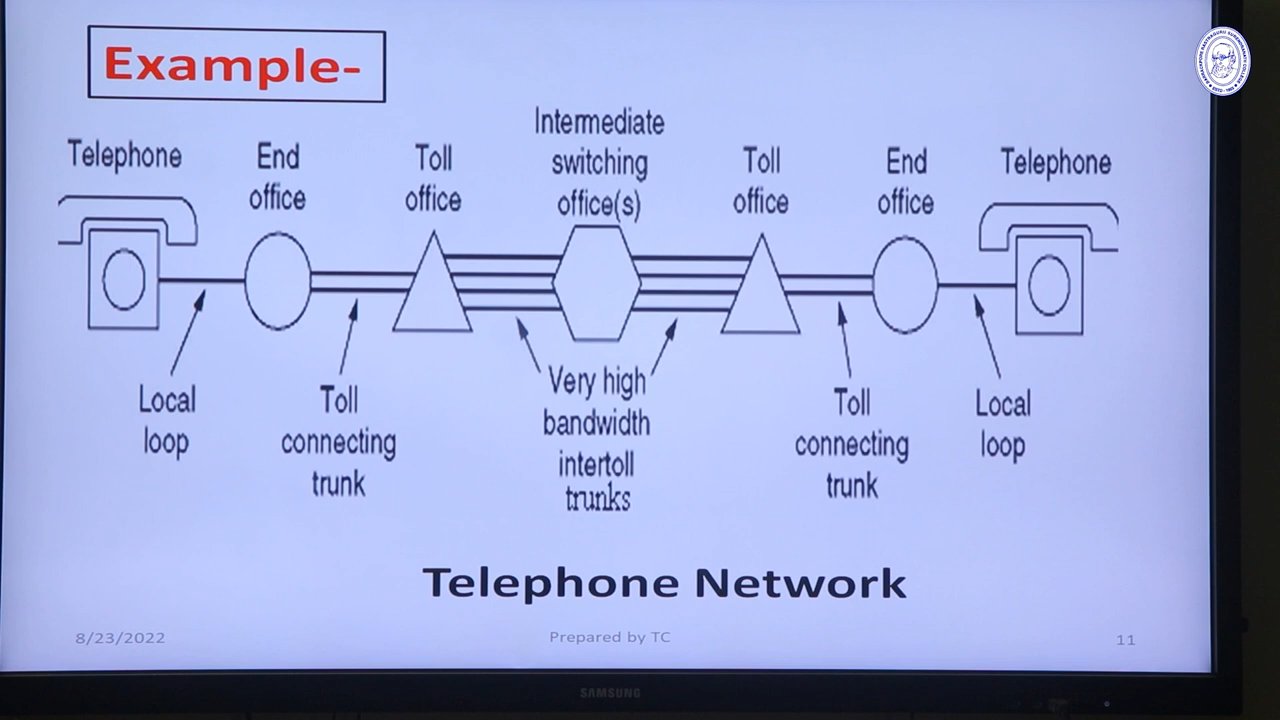 Example-
Telephone
End
office
Toll
office
Intermediate
switching
office(s)
Toll
office
End
office
Telephone
Local
loop
Toll
connecting
trunk
Very high
bandwidth
intertoll
trunks
Toll
connecting
trunk
Local
loop
Telephone Network
8/23/2022
Prepared by TC
11
SAMSUNG